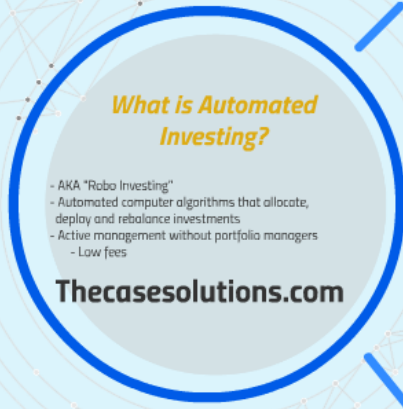 What is Automated
Investing?
- AKA "Robo Investing"
- Automated computer algorithms that allocate,
deploy and rebalance investments
- Active management without portfolio managers
- Low fees
Thecasesolutions.com